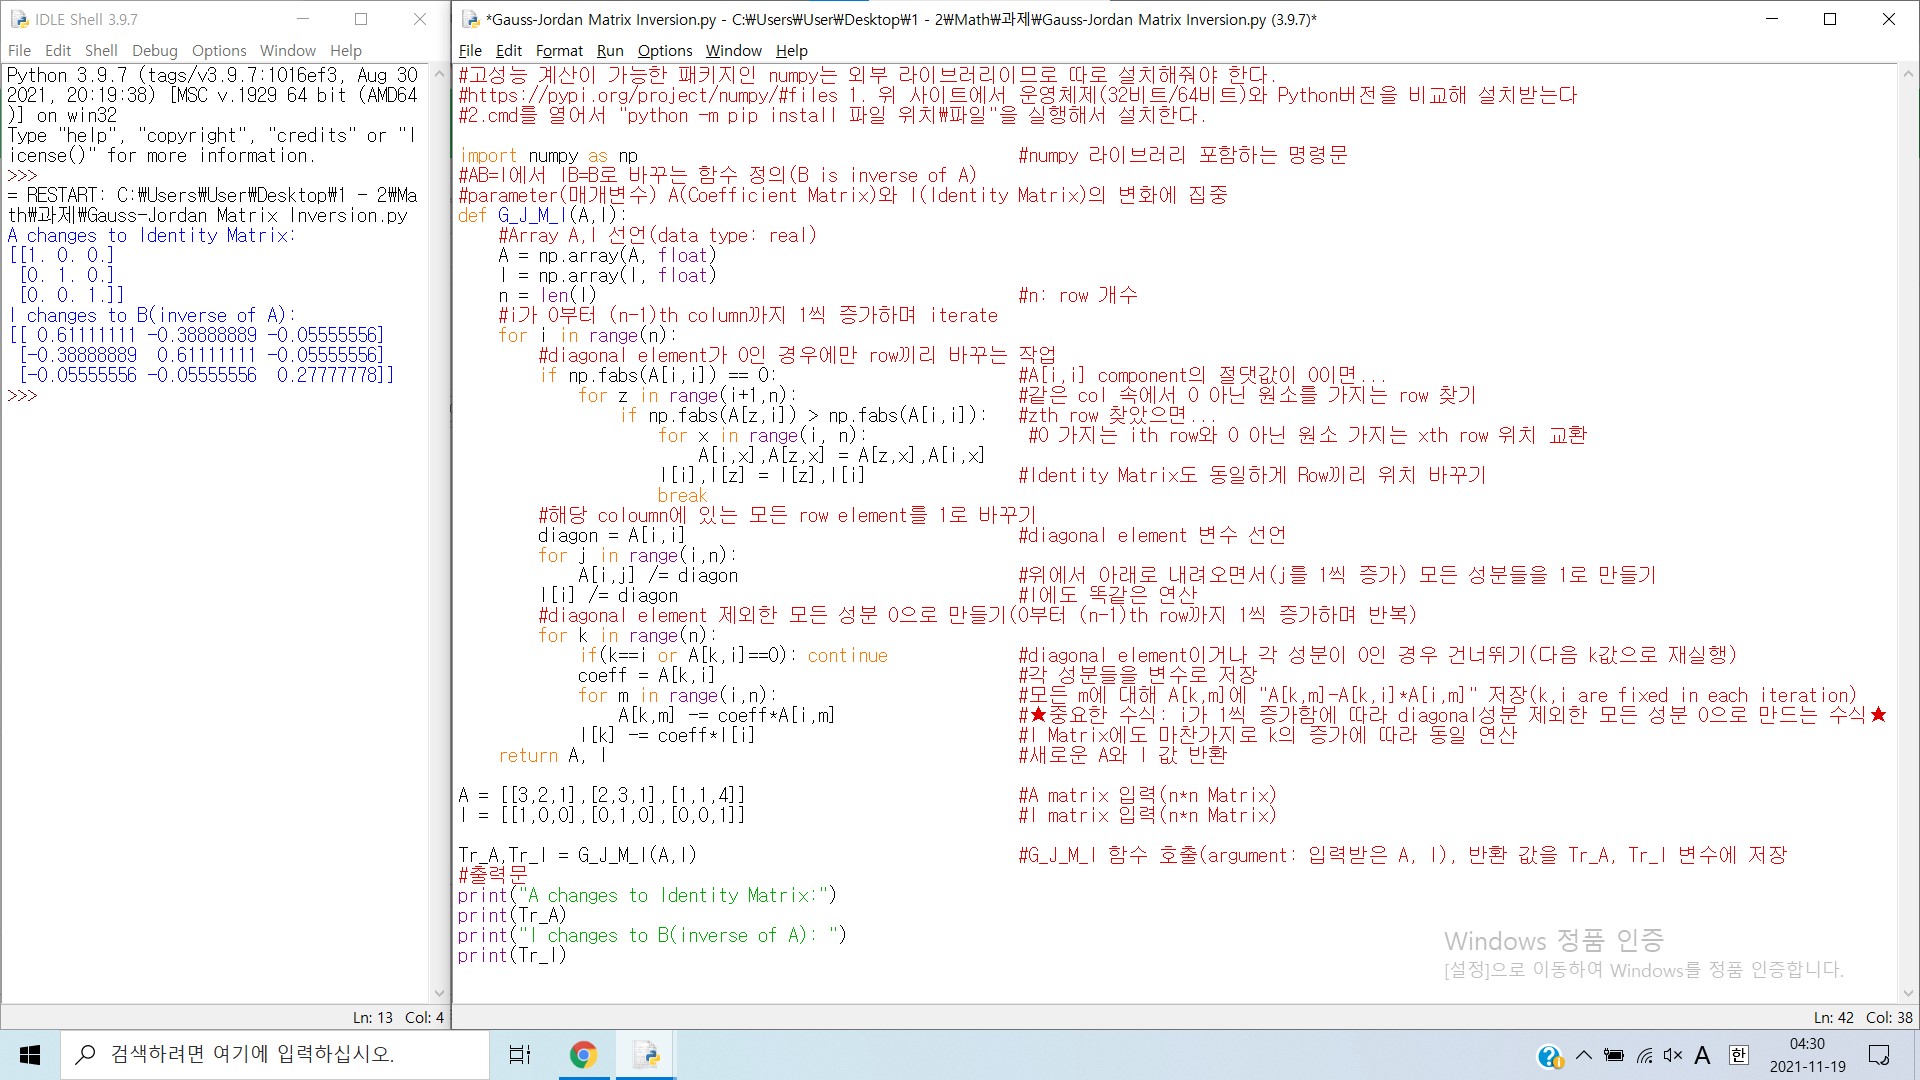 IDLE Shell 3.9.7
File Edit Shell Debug Options Window Help
Python 3.9.7 (tags/v3.9.7:1016ef3, Aug 30
2021, 20:19:38) [MSC v.1929 64 bit (AMD64
)] on win32
Type "help", "copyright", "credits" or "l
icense()" for more information.
>>>
= RESTART: C:\Users\User\Desktop\1 - 2\Ma
th\과제\Gauss-Jordan Matrix Inversion.py
A changes to Identity Matrix:
[[1. 0. 0.]
 [0. 1. 0.]
 [0. 0. 1.]]
I changes to B(inverse of A):
[[ 0.61111111 -0.38888889 -0.05555556]
 [-0.38888889  0.61111111 -0.05555556]
 [-0.05555556 -0.05555556  0.27777778]]
>>>
Ln: 13 Col: 4
*Gauss-Jordan Matrix Inversion.py - C:\Users\User\Desktop\1 - 2\Math\과제\Gauss-Jordan Matrix Inversion.py (3.9.7)*
File Edit Format Run Options Window Help
#고성능 계산이 가능한 패키지인 numpy는 외부 라이브러리이므로 따로 설치해줘야 한다.
#https://pypi.org/project/numpy/#files 1. 위 사이트에서 운영체제(32비트/64비트)와 Python버전을 비교해 설치받는다
#2.cmd를 열어서 "python -m pip install 파일 위치\파일"을 실행해서 설치한다.
import numpy as np #numpy 라이브러리 포함하는 명령문
#AB=I에서 IB=B로 바꾸는 함수 정의(B is inverse of A)
#parameter(매개변수) A(Coefficient Matrix)와 I(Identity Matrix)의 변화에 집중
def G_J_M_I(A,I):
    #Array A,I 선언(data type: real)
    A = np.array(A, float)
    I = np.array(I, float)
    n = len(I) #n: row 개수
    #i가 0부터 (n-1)th column까지 1씩 증가하며 iterate
    for i in range(n):
        #diagonal element가 0인 경우에만 row끼리 바꾸는 작업
        if np.fabs(A[i,i]) == 0: #A[i,i] component의 절댓값이 0이면...
            for z in range(i+1,n): #같은 col 속에서 0 아닌 원소를 가지는 row 찾기
                if np.fabs(A[z,i]) > np.fabs(A[i,i]): #zth row 찾았으면...
                    for x in range(i, n): #0 가지는 ith row와 0 아닌 원소 가지는 xth row 위치 교환
                        A[i,x],A[z,x] = A[z,x],A[i,x]
                    I[i],I[z] = I[z],I[i] #Identity Matrix도 동일하게 Row끼리 위치 바꾸기
                    break
        #해당 coloumn에 있는 모든 row element를 1로 바꾸기
        diagon = A[i,i] #diagonal element 변수 선언
        for j in range(i,n):
            A[i,j] /= diagon #위에서 아래로 내려오면서(j를 1씩 증가) 모든 성분들을 1로 만들기
        I[i] /= diagon #I에도 똑같은 연산
        #diagonal element 제외한 모든 성분 0으로 만들기(0부터 (n-1)th row까지 1씩 증가하며 반복)
        for k in range(n):
            if(k==i or A[k,i]==0): continue #diagonal element이거나 각 성분이 0인 경우 건너뛰기(다음 k값으로 재실행)
            coeff = A[k,i] #각 성분들을 변수로 저장
            for m in range(i,n): #모든 m에 대해 A[k,m]에 "A[k,m]-A[k,i]*A[i,m]" 저장(k,i are fixed in each iteration)
                A[k,m] -= coeff*A[i,m] #★중요한 수식: i가 1씩 증가함에 따라 diagonal성분 제외한 모든 성분 0으로 만드는 수식★
            I[k] -= coeff*I[i] #I Matrix에도 마찬가지로 k의 증가에 따라 동일 연산
    return A, I #새로운 A와 I 값 반환
A = [[3,2,1],[2,3,1],[1,1,4]] #A matrix 입력(n*n Matrix)
I = [[1,0,0],[0,1,0],[0,0,1]] #I matrix 입력(n*n Matrix)
Tr_A,Tr_I = G_J_M_I(A,I) #G_J_M_I 함수 호출(argument: 입력받은 A, I), 반환 값을 Tr_A, Tr_I 변수에 저장
#출력문
print("A changes to Identity Matrix:")
print(Tr_A)
print("I changes to B(inverse of A): ")
print(Tr_I)
Windows 정품 인증
[설정]으로 이동하여 Windows를 정품 인증합니다.
Ln: 42 Col: 38
검색하려면 여기에 입력하십시오.
A 한
04:30
2021-11-19